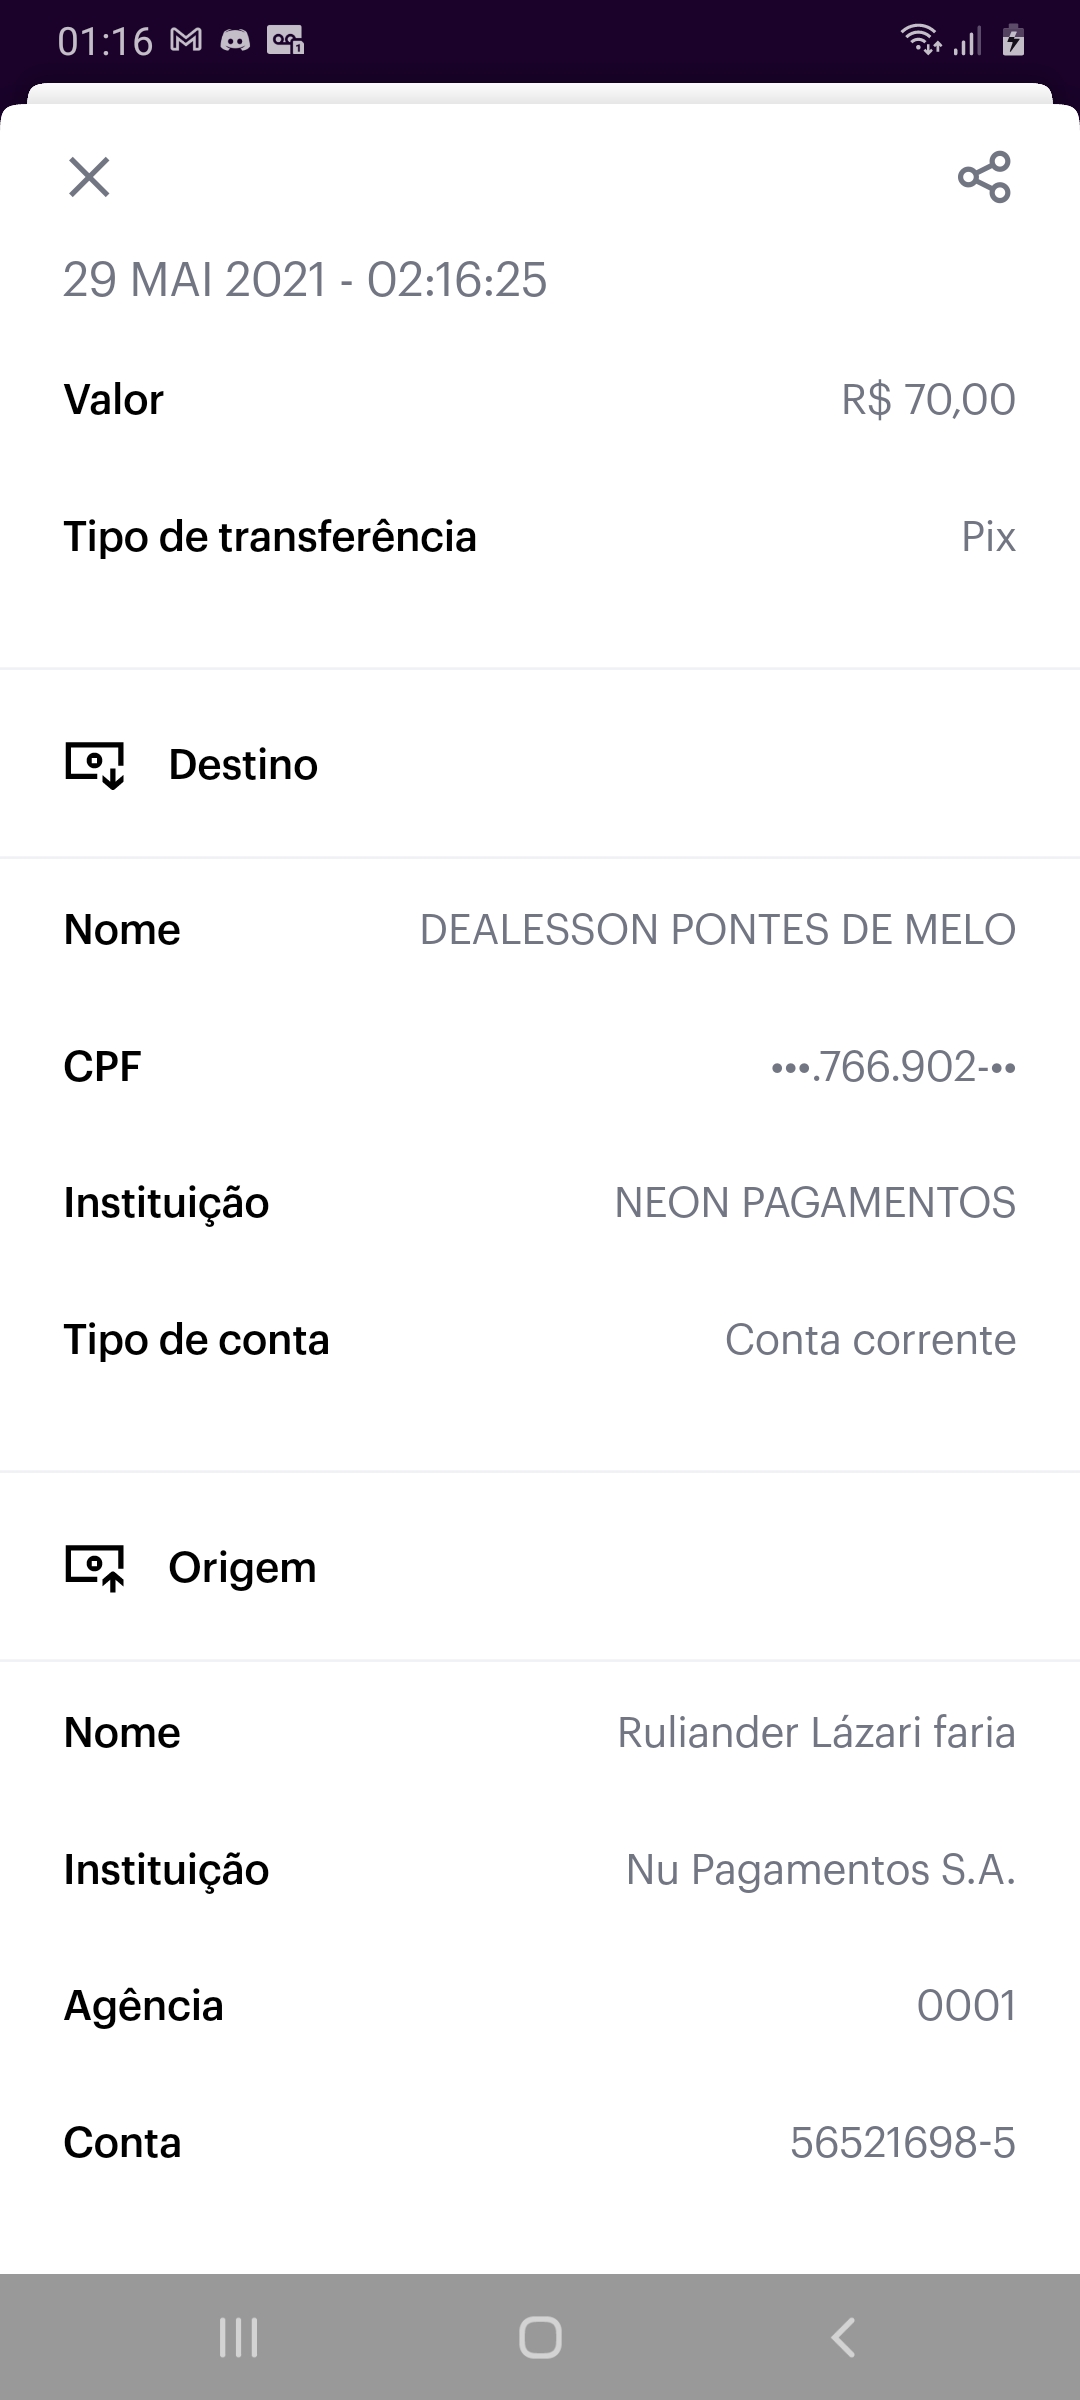 01:16
29 MAI 2021 - 02:16:25
Valor R$ 70,00
Tipo de transferência Pix
Destino
Nome DEALESSON PONTES DE MELO
CPF •••.766.902-••
Instituição NEON PAGAMENTOS
Tipo de conta Conta corrente
Origem
Nome Ruliander Lázari faria
Instituição Nu Pagamentos S.A.
Agência 0001
Conta 56521698-5